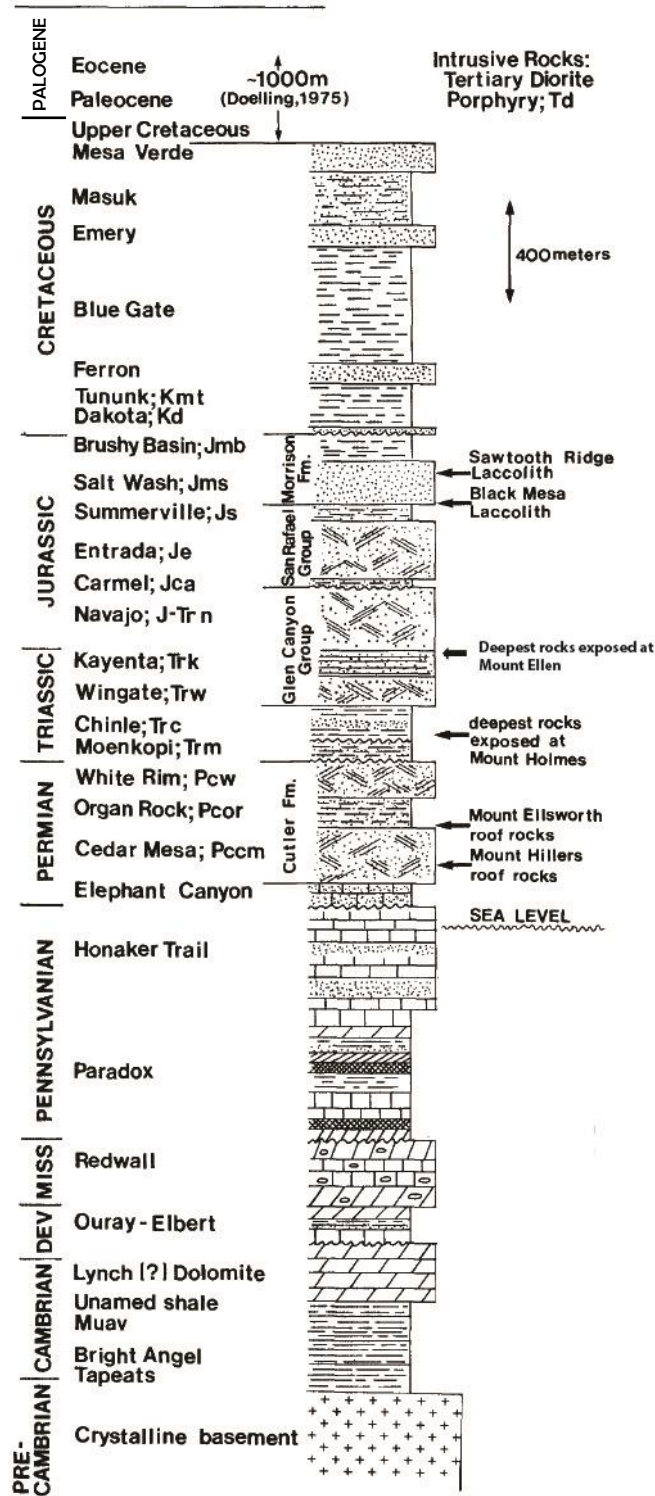 PALOGENE
Eocene
Paleocene
~1000m
(Doelling,1975)
Intrusive Rocks:
Tertiary Diorite
Porphyry; Td
CRETACEOUS
Upper Cretaceous
Mesa Verde
Masuk
Emery
400 meters
Blue Gate
Ferron
Tununk; Kmt
Dakota; Kd
JURASSIC
Brushy Basin; Jmb
Salt Wash; Jms
Summerville; Js
Entrada; Je
Carmel; Jca
Navajo; J-Trn
Morrison
Fm.
San Rafael
Group
Glen Canyon
Group
Sawtooth Ridge
Laccolith
Black Mesa
Laccolith
TRIASSIC
Kayenta; Trk
Wingate; Trw
Chinle; Trc
Moenkopi; Trm
Deepest rocks exposed at
Mount Ellen
deepest rocks
exposed at
Mount Holmes
PERMIAN
White Rim; Pcw
Organ Rock; Pcor
Cedar Mesa; Pccm
Elephant Canyon
Cutler Fm.
Mount Ellsworth
roof rocks
Mount Hillers
roof rocks
SEA LEVEL
PENNSYLVANIAN
Honaker Trail
Paradox
MISS
Redwall
DEV
Ouray-Elbert
CAMBRIAN
Lynch (?) Dolomite
Unamed shale
Muav
Bright Angel
Tapeats
PRE-
CAMBRIAN
Crystalline basement